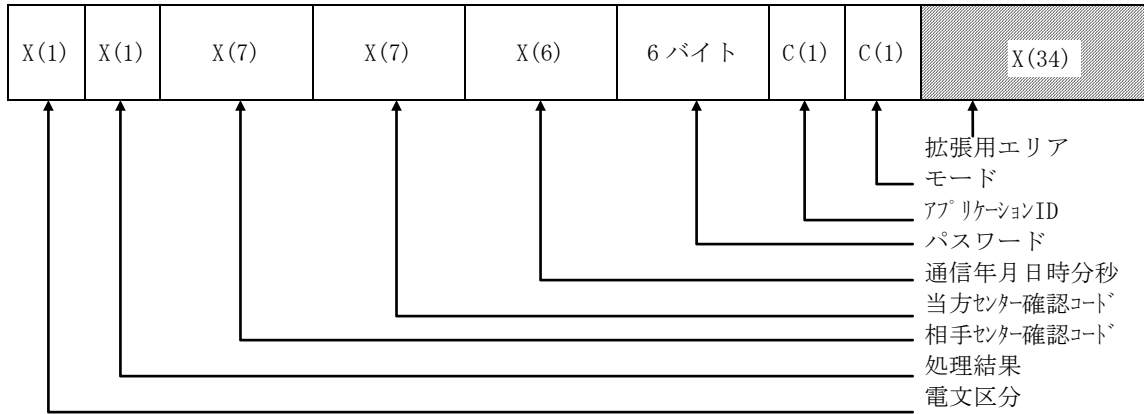 X(1) X(1) X(7) X(7) X(6) 6バイト C(1) C(1) X(34)
拡張用エリア
モード
ｱﾌﾟﾘｹｰｼｮﾝID
パスワード
通信年月日時分秒
当方ｾﾝﾀｰ確認ｺｰﾄﾞ
相手ｾﾝﾀｰ確認ｺｰﾄﾞ
処理結果
電文区分